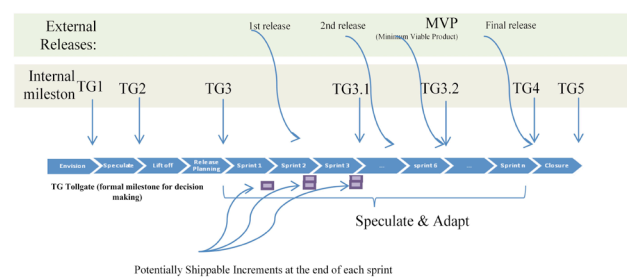 External
Releases:
1st release
2nd release
MVP
(Minimum Viable Product)
Final release
Internal
mileston
TG1
TG2
TG3
TG3.1
TG3.2
TG4
TG5
Envision
Speculate
Lift off
Release
Planning
Sprint 1
Sprint 2
Sprint 3
...
sprint 6
...
Sprint n
Closure
TG Tollgate (formal milestone for decision
making)
Speculate & Adapt
Potentially Shippable Increments at the end of each sprint